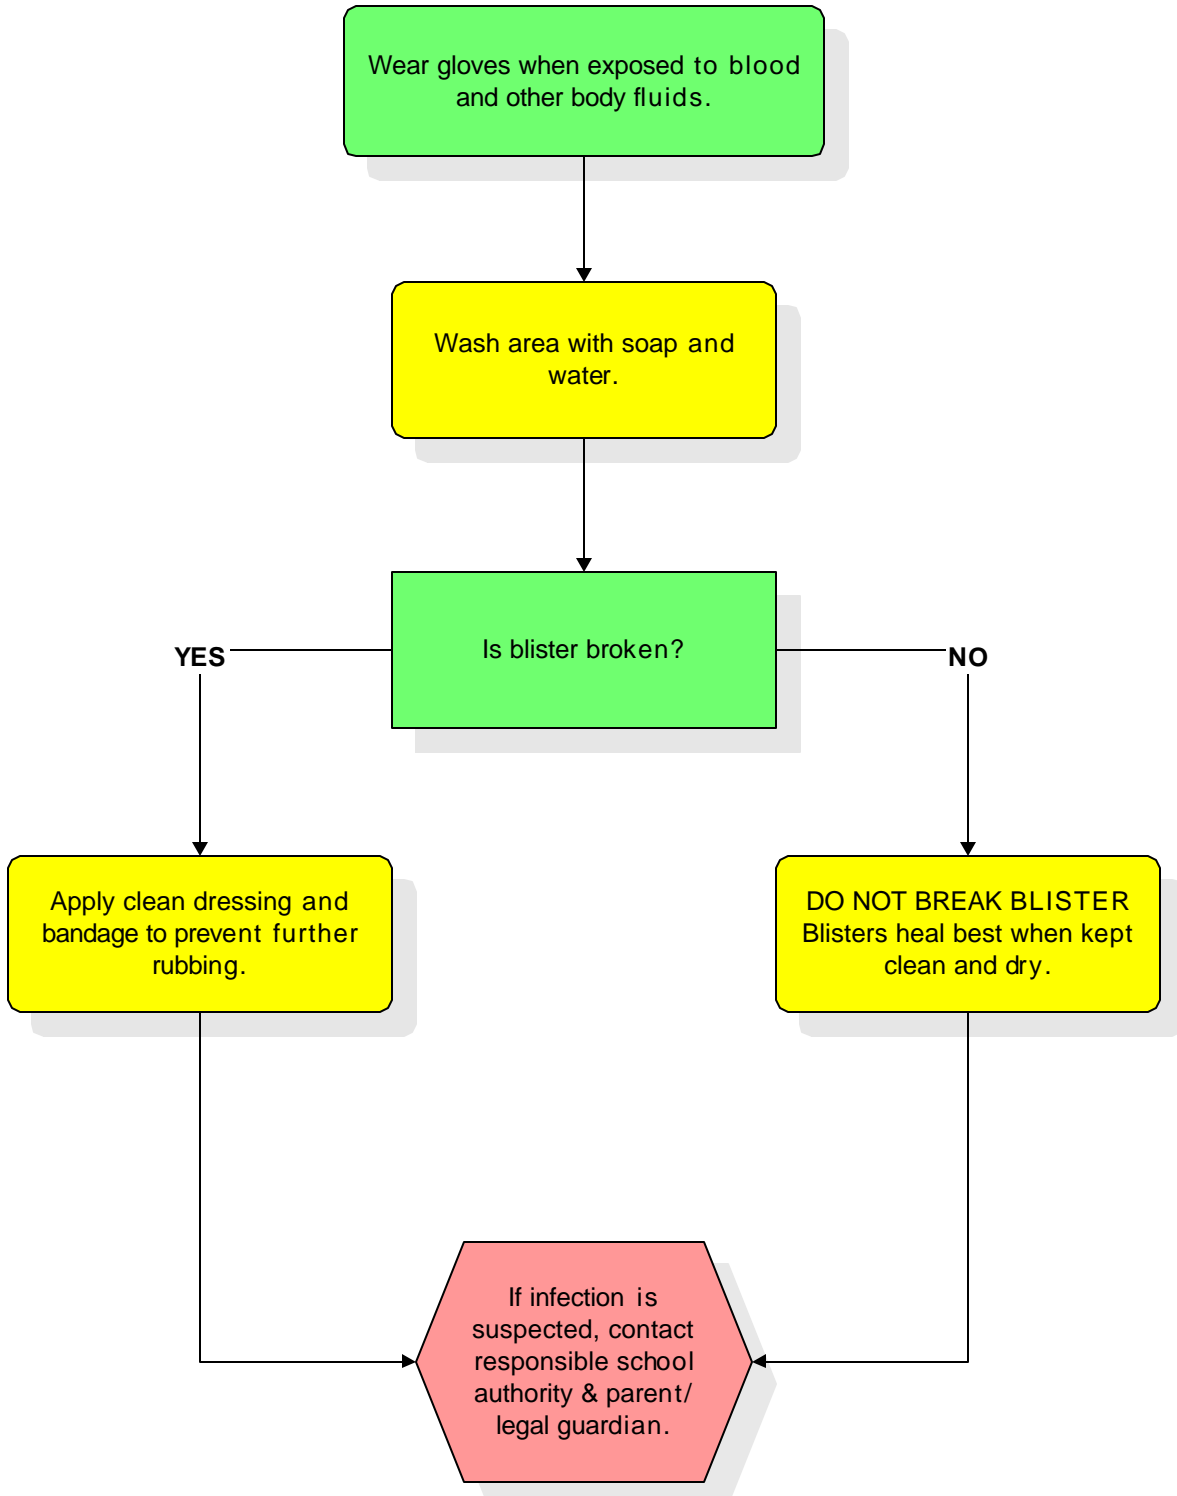 Wear gloves when exposed to blood
and other body fluids.
Wash area with soap and
water.
Is blister broken?
YES
NO
Apply clean dressing and
bandage to prevent further
rubbing.
DO NOT BREAK BLISTER
Blisters heal best when kept
clean and dry.
If infection is
suspected, contact
responsible school
authority & parent/
legal guardian.